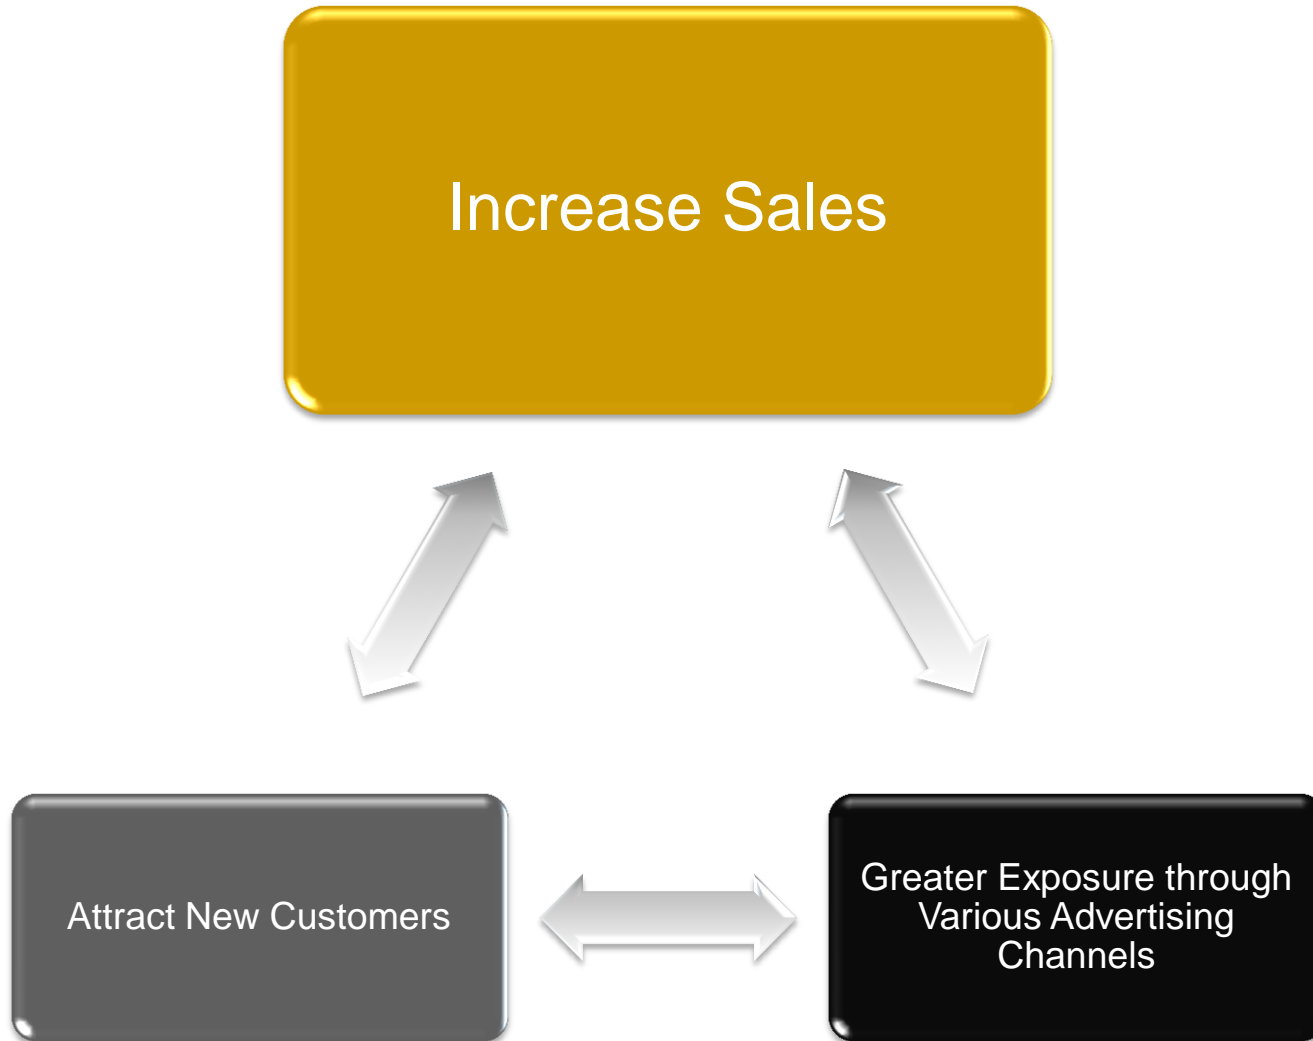 Increase Sales
Attract New Customers
Greater Exposure through
Various Advertising
Channels